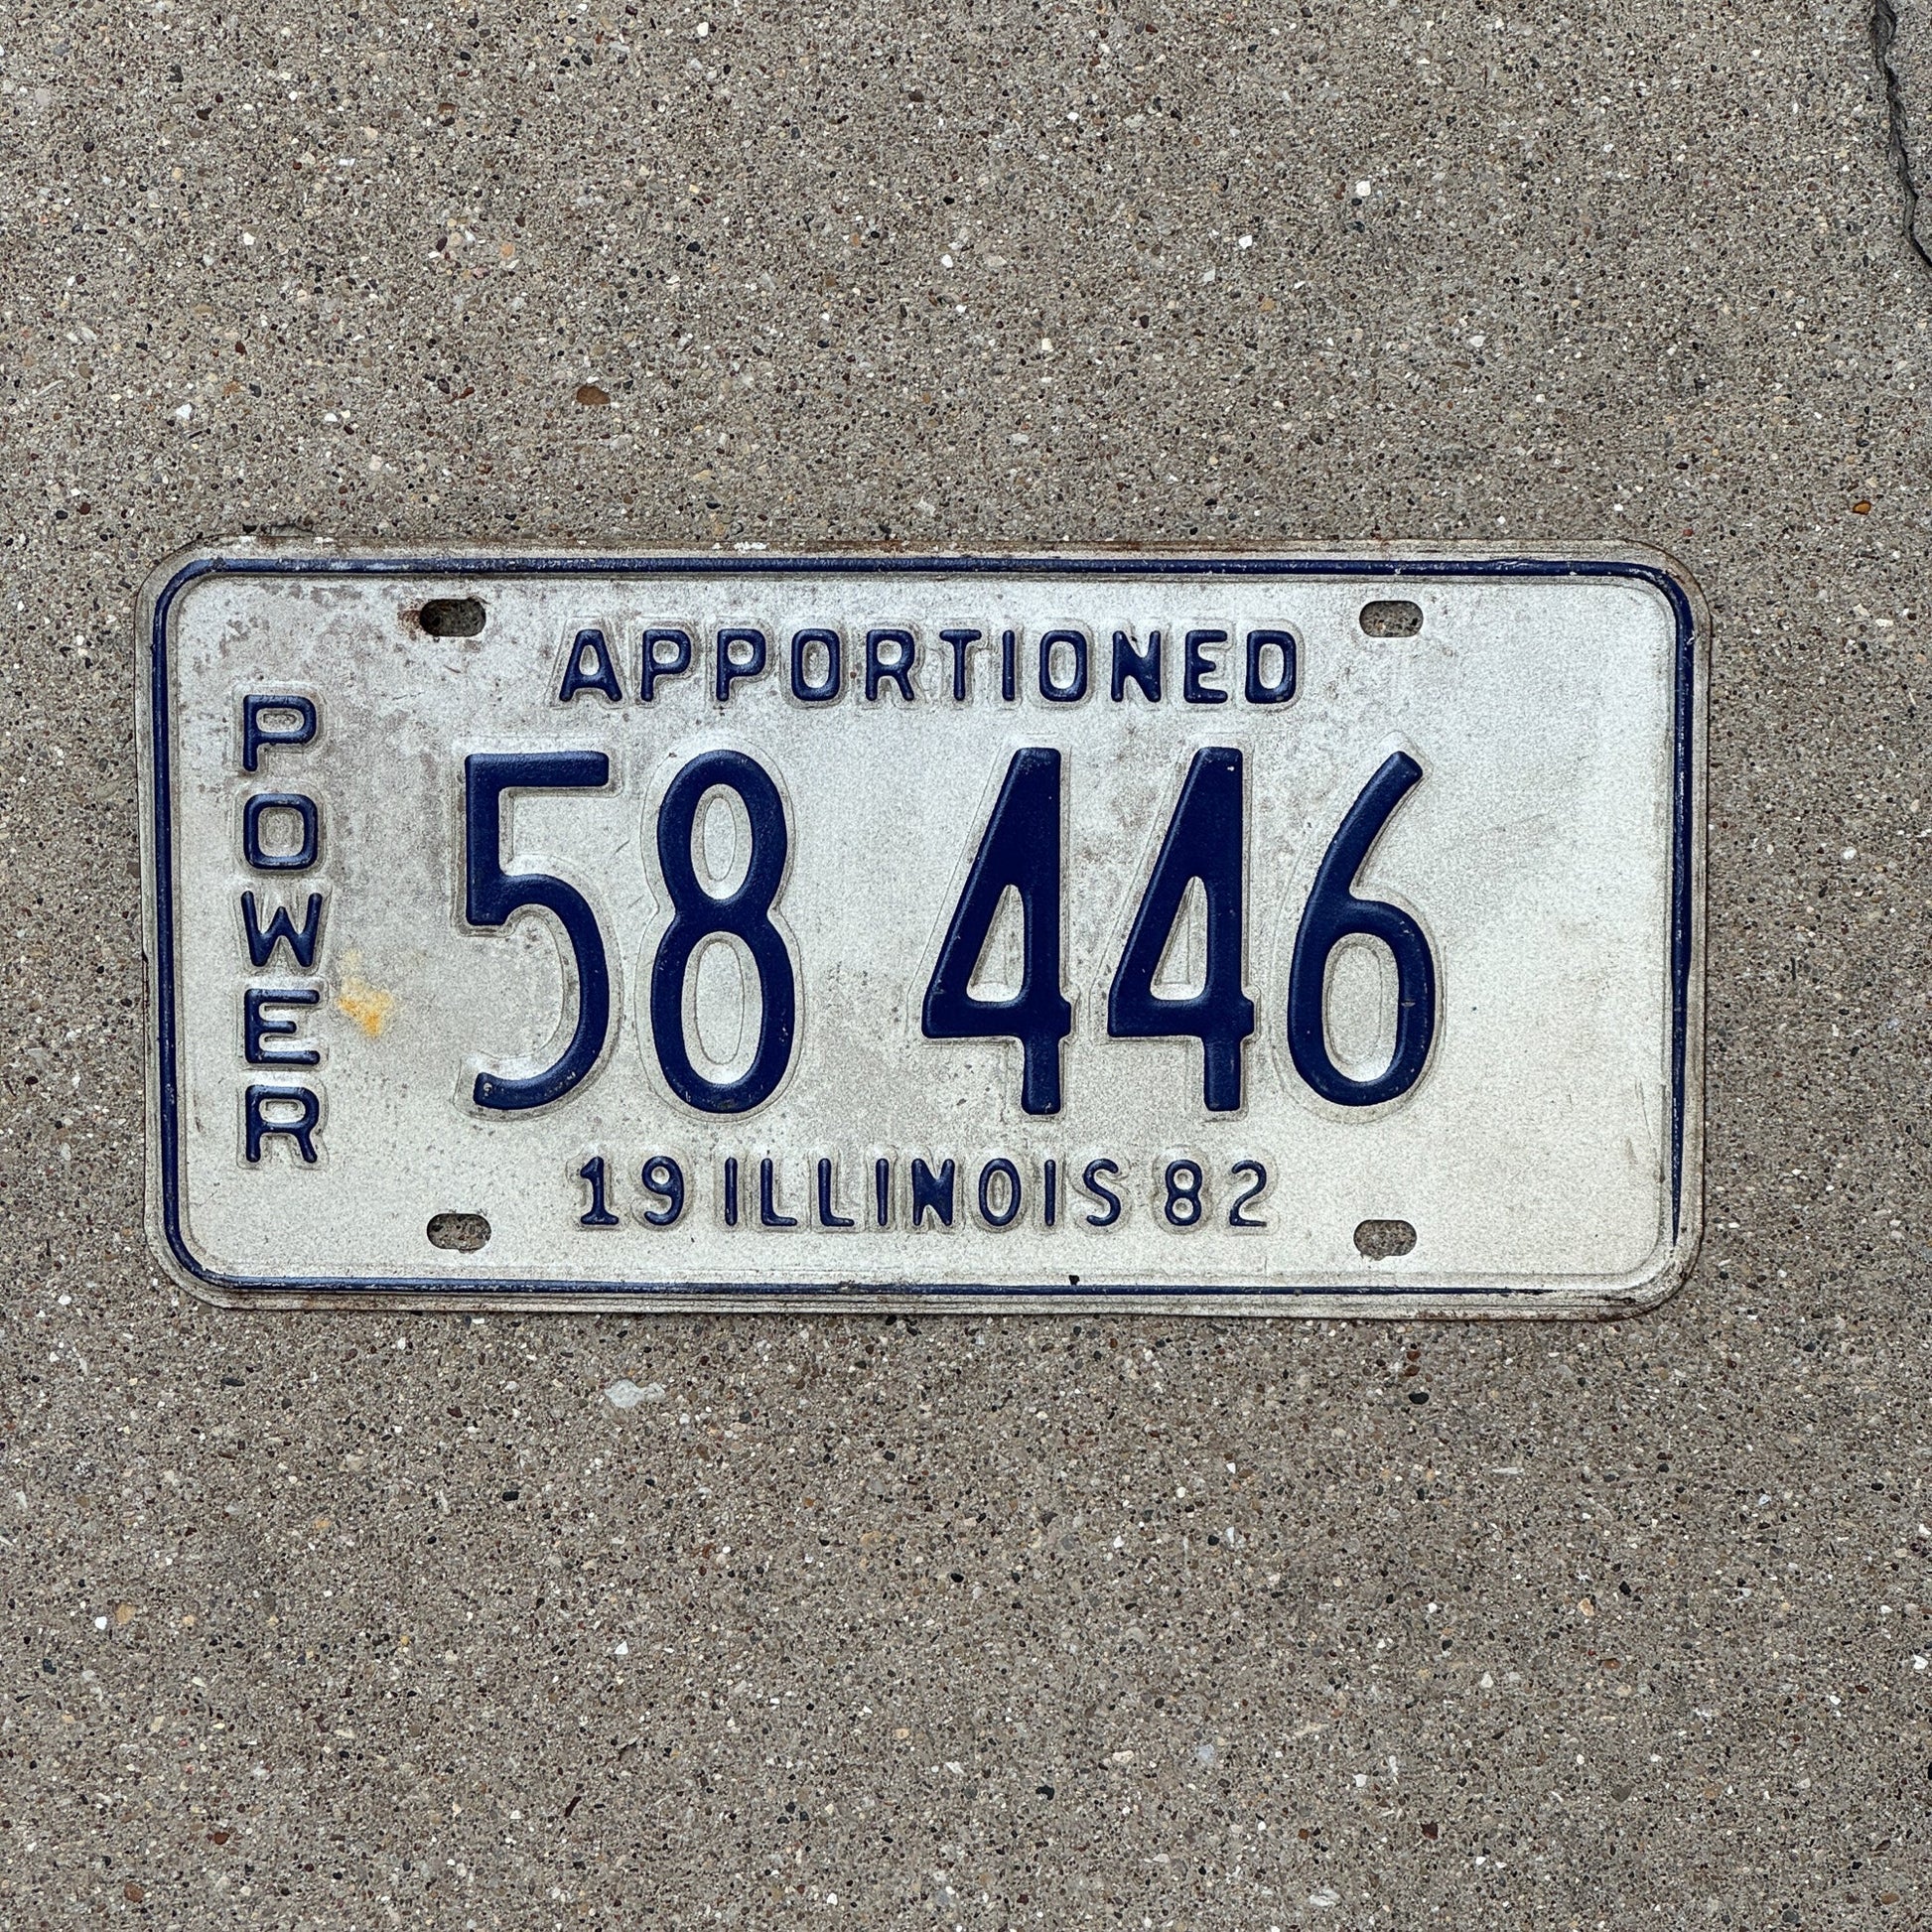 APPORTIONED
POWER
58 446
19 ILLINOIS 82